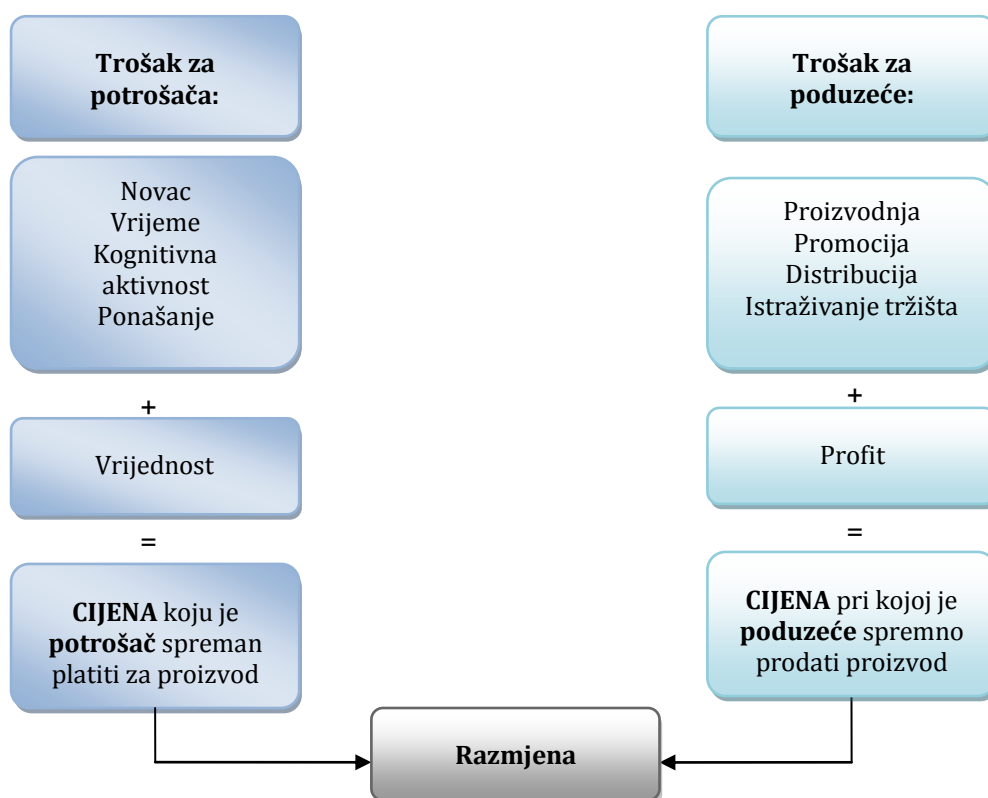 Trošak za
potrošača:
Novac
Vrijeme
Kognitivna
aktivnost
Ponašanje
+
Vrijednost
=
CIJENA koju je
potrošač spreman
platiti za proizvod
Trošak za
poduzeće:
Proizvodnja
Promocija
Distribucija
Istraživanje tržišta
+
Profit
=
CIJENA pri kojoj je
poduzeće spremno
prodati proizvod
Razmjena